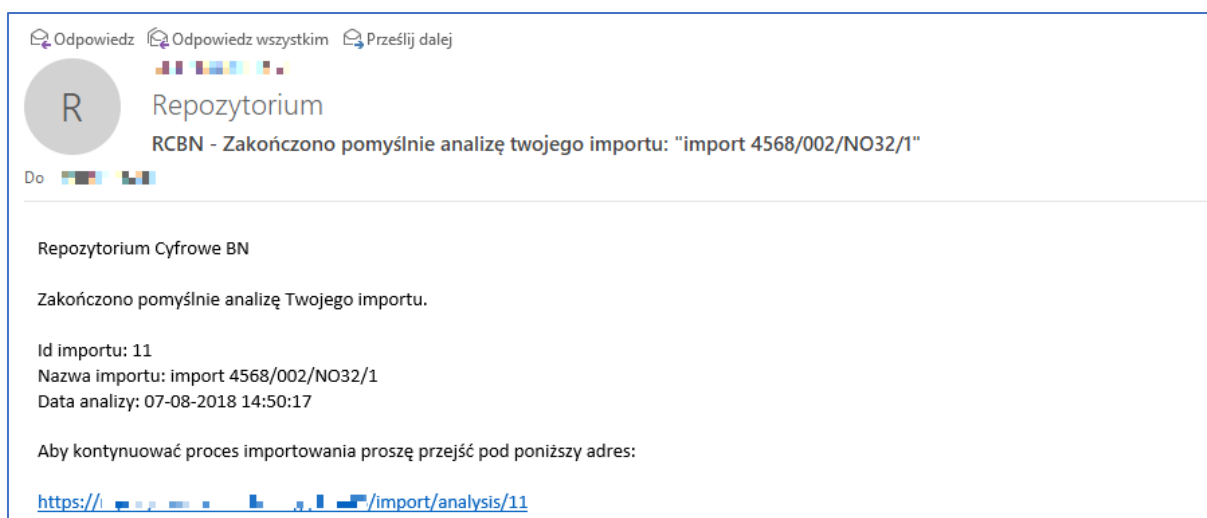 Odpowiedz Odpowiedz wszystkim Prześlij dalej
R
Repozytorium
RCBN - Zakończono pomyślnie analizę twojego importu: "import 4568/002/NO32/1"
Do
Repozytorium Cyfrowe BN
Zakończono pomyślnie analizę Twojego importu.
Id importu: 11
Nazwa importu: import 4568/002/NO32/1
Data analizy: 07-08-2018 14:50:17
Aby kontynuować proces importowania proszę przejść pod poniższy adres:
https:// /import/analysis/11